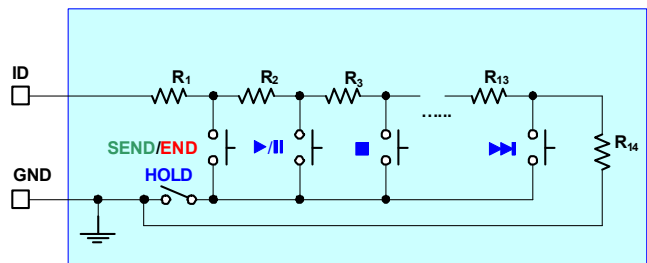 ID
R1
R2
R3
R13
......
SEND/END
R14
GND
HOLD